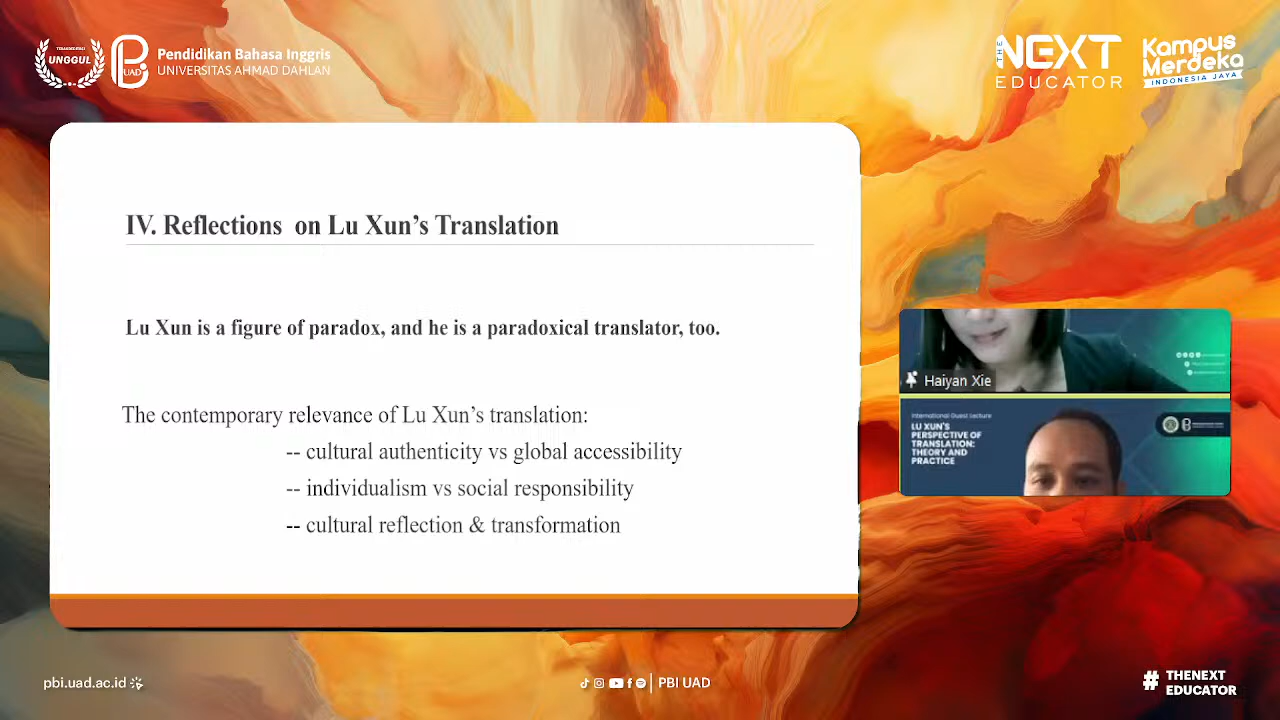 UNGGUL
UAD
Pendidikan Bahasa Inggris
UNIVERSITAS AHMAD DAHLAN
THE NEXT
EDUCATOR
Kampus
Merdeka
INDONESIA JAYA
IV. Reflections on Lu Xun’s Translation
Lu Xun is a figure of paradox, and he is a paradoxical translator, too.
The contemporary relevance of Lu Xun’s translation:
-- cultural authenticity vs global accessibility
-- individualism vs social responsibility
-- cultural reflection & transformation
Haiyan Xie
International Guest Lecture
LU XUN'S
PERSPECTIVE OF
TRANSLATION:
THEORY AND
PRACTICE
pbi.uad.ac.id
PBI UAD
# THENEXT
EDUCATOR